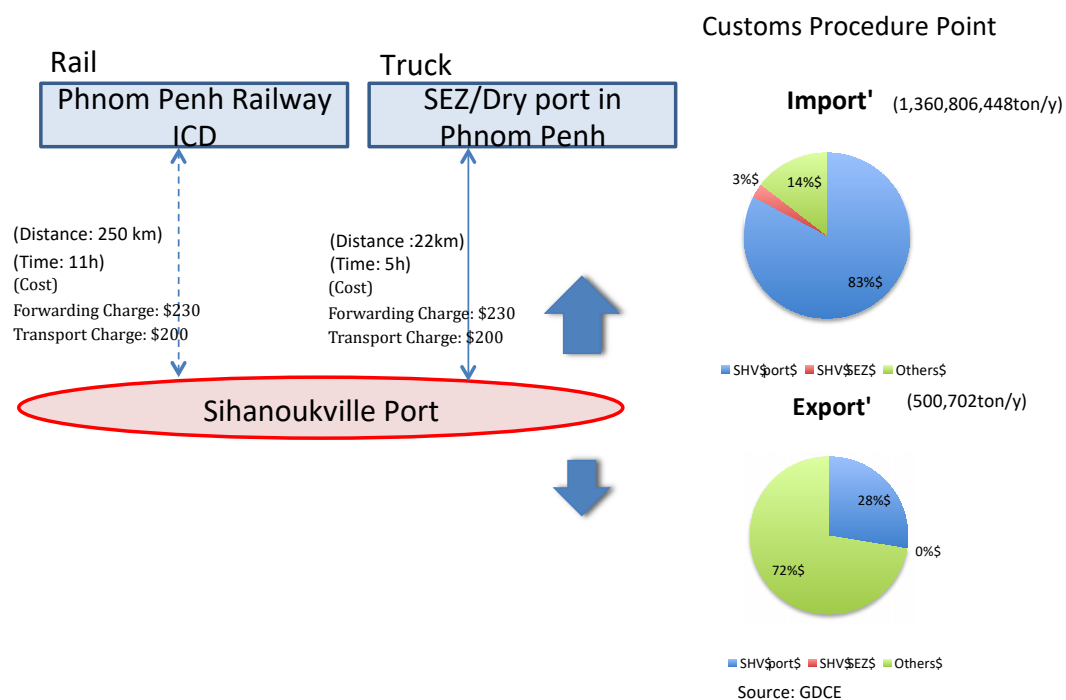 Customs Procedure Point
Rail
Phnom Penh Railway
ICD
Truck
SEZ/Dry port in
Phnom Penh
(Distance: 250 km)
(Time: 11h)
(Cost)
Forwarding Charge: $230
Transport Charge: $200
(Distance :22km)
(Time: 5h)
(Cost)
Forwarding Charge: $230
Transport Charge: $200
Sihanoukville Port
Import' (1,360,806,448ton/y)
3%$
14%$
83%$
SHV$port$ SHV$SEZ$ Others$
Export' (500,702ton/y)
28%$
0%$
72%$
SHV$port$ SHV$SEZ$ Others$
Source: GDCE